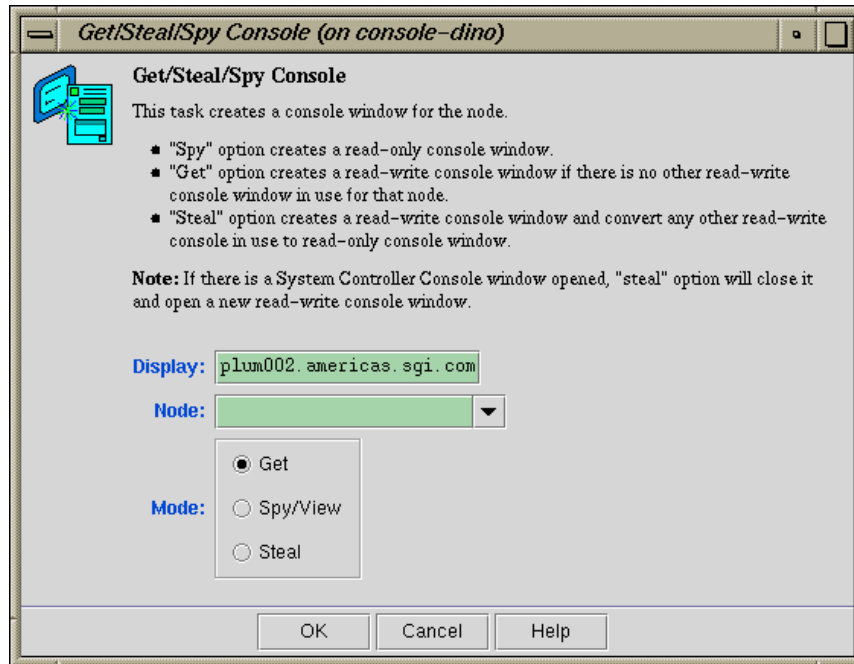 Get/Steal/Spy Console (on console-dino)
Get/Steal/Spy Console
This task creates a console window for the node.
"Spy" option creates a read-only console window.
"Get" option creates a read-write console window if there is no other read-write
console window in use for that node.
"Steal" option creates a read-write console window and convert any other read-write
console in use to read-only console window.
Note: If there is a System Controller Console window opened, "steal" option will close it
and open a new read-write console window.
Display: plum002.americas.sgi.com
Node:
Get
Mode: Spy/View
Steal
OK Cancel Help